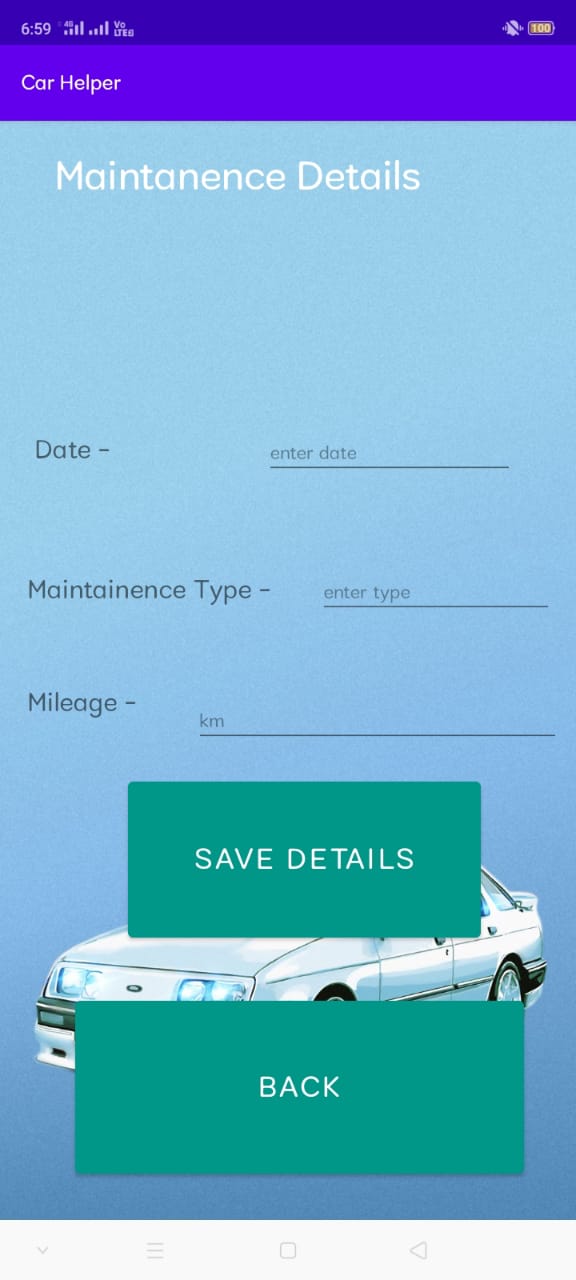 6:59 4G Vo LTE2 100
Car Helper
Maintanence Details
Date - enter date
Maintainence Type - enter type
Mileage - km
SAVE DETAILS
BACK